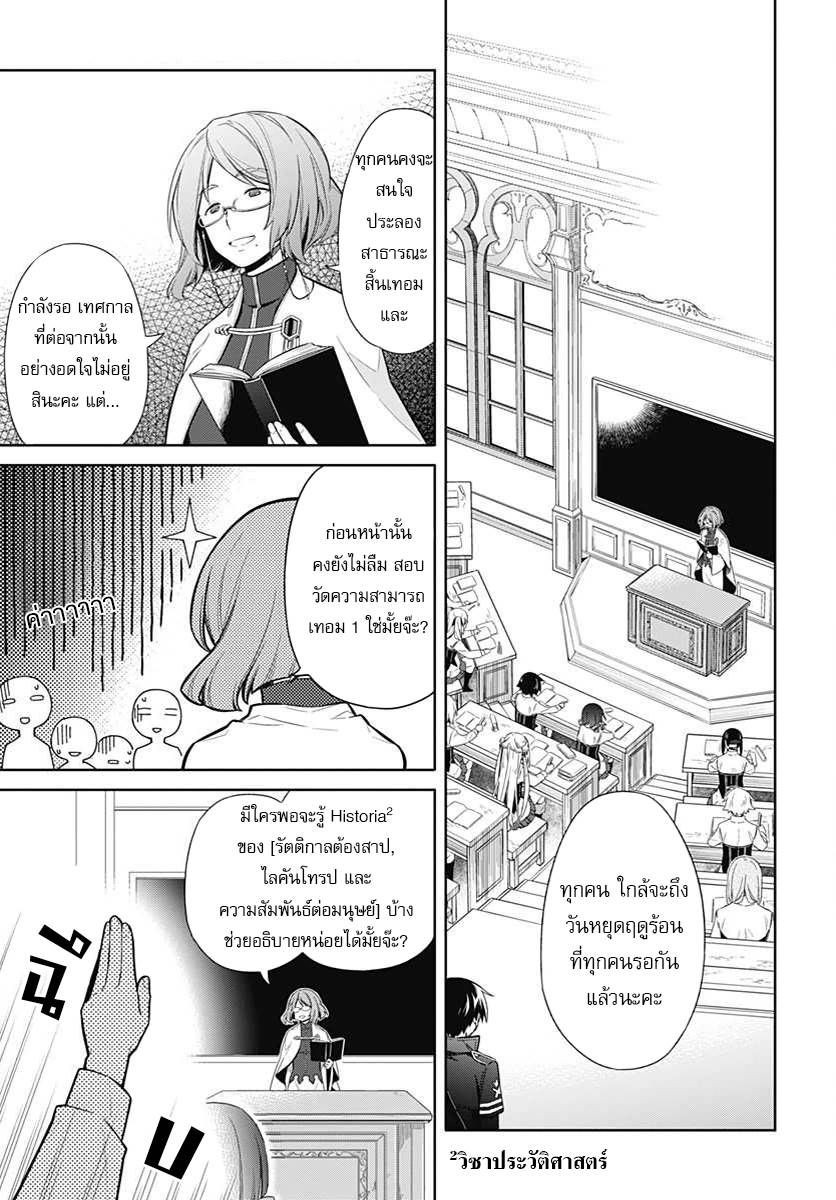 ทุกคน ใกล้จะถึง
วันหยุดฤดูร้อน
ที่ทุกคนรอกัน
แล้วนะคะ
²วิชาประวัติศาสตร์
ทุกคนคงจะ
สนใจ
ประลอง
สาธารณะ
สิ้นเทอม
และ
กำลังรอ เทศกาล
ที่ต่อจากนั้น
อย่างอดใจไม่อยู่
สินะคะ แต่...
ก่อนหน้านั้น
คงยังไม่ลืม สอบ
วัดความสามารถ
เทอม 1 ใช่มั้ยจ๊ะ?
ค่าาาาาา
มีใครพอจะรู้ Historia²
ของ [รัตติกาลต้องสาป,
ไลคันโทรป และ
ความสัมพันธ์ต่อมนุษย์] บ้าง
ช่วยอธิบายหน่อยได้มั้ยจ๊ะ?